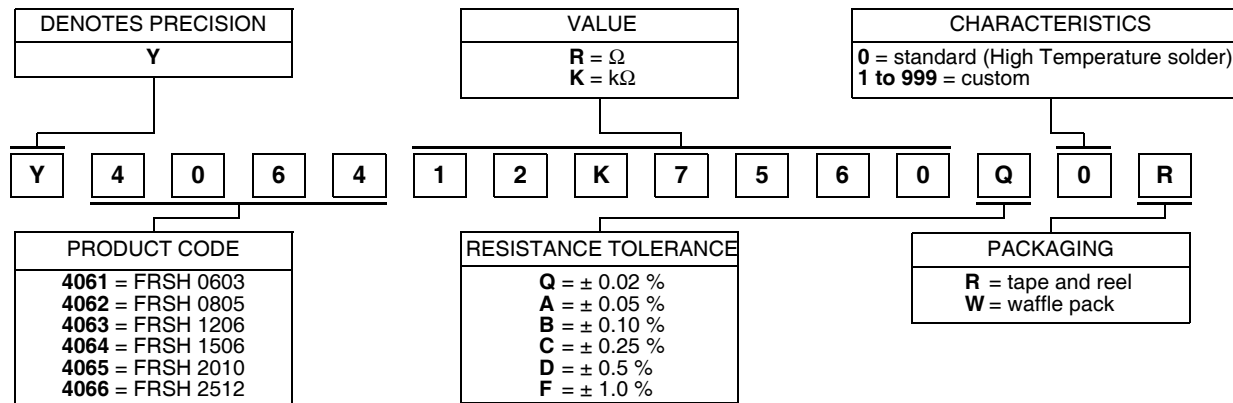 DENOTES PRECISION
Y
VALUE
R = Ω
K = kΩ
CHARACTERISTICS
0 = standard (High Temperature solder)
1 to 999 = custom
Y 4 0 6 4 1 2 K 7 5 6 0 Q 0 R
PRODUCT CODE
4061 = FRSH 0603
4062 = FRSH 0805
4063 = FRSH 1206
4064 = FRSH 1506
4065 = FRSH 2010
4066 = FRSH 2512
RESISTANCE TOLERANCE
Q = ± 0.02 %
A = ± 0.05 %
B = ± 0.10 %
C = ± 0.25 %
D = ± 0.5 %
F = ± 1.0 %
PACKAGING
R = tape and reel
W = waffle pack